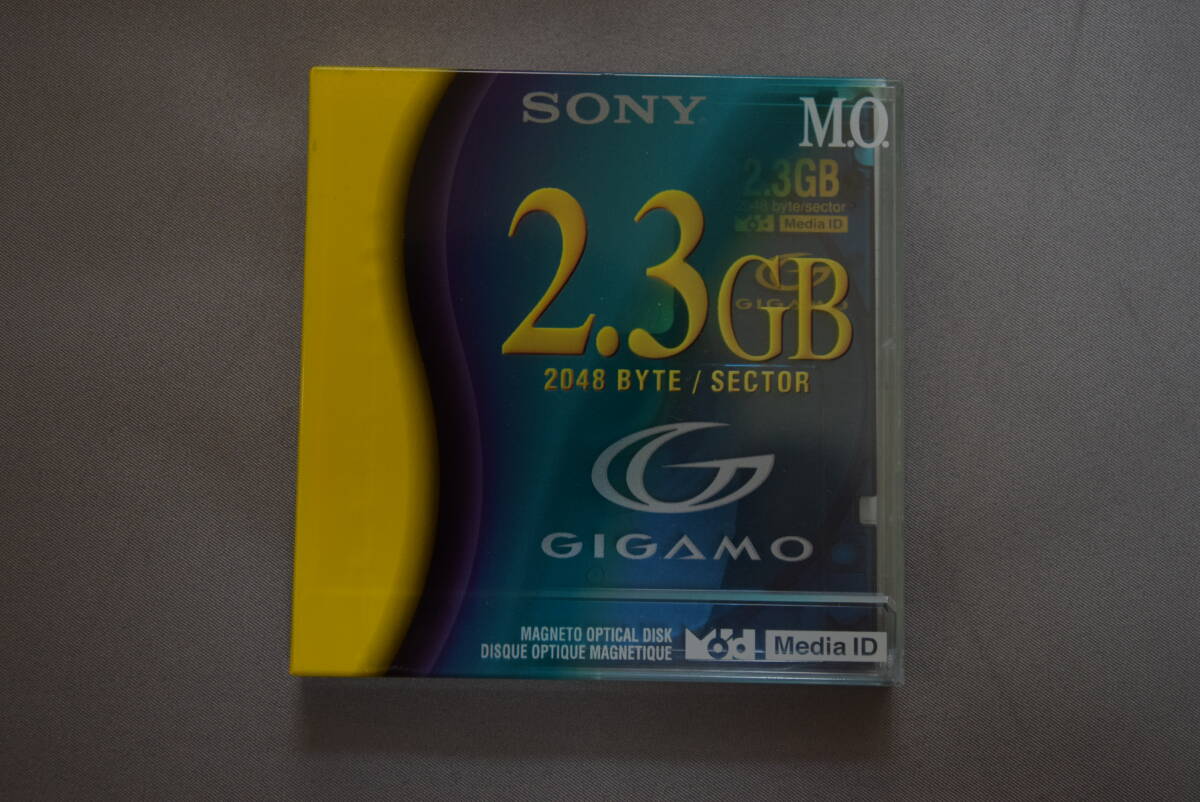 SONY
M.O.
2.3GB
byte/sector
Media ID
GIGAMO
2.3GB
2048 BYTE / SECTOR
GIGAMO
MAGNETO OPTICAL DISK
DISQUE OPTIQUE MAGNETIQUE
Media ID